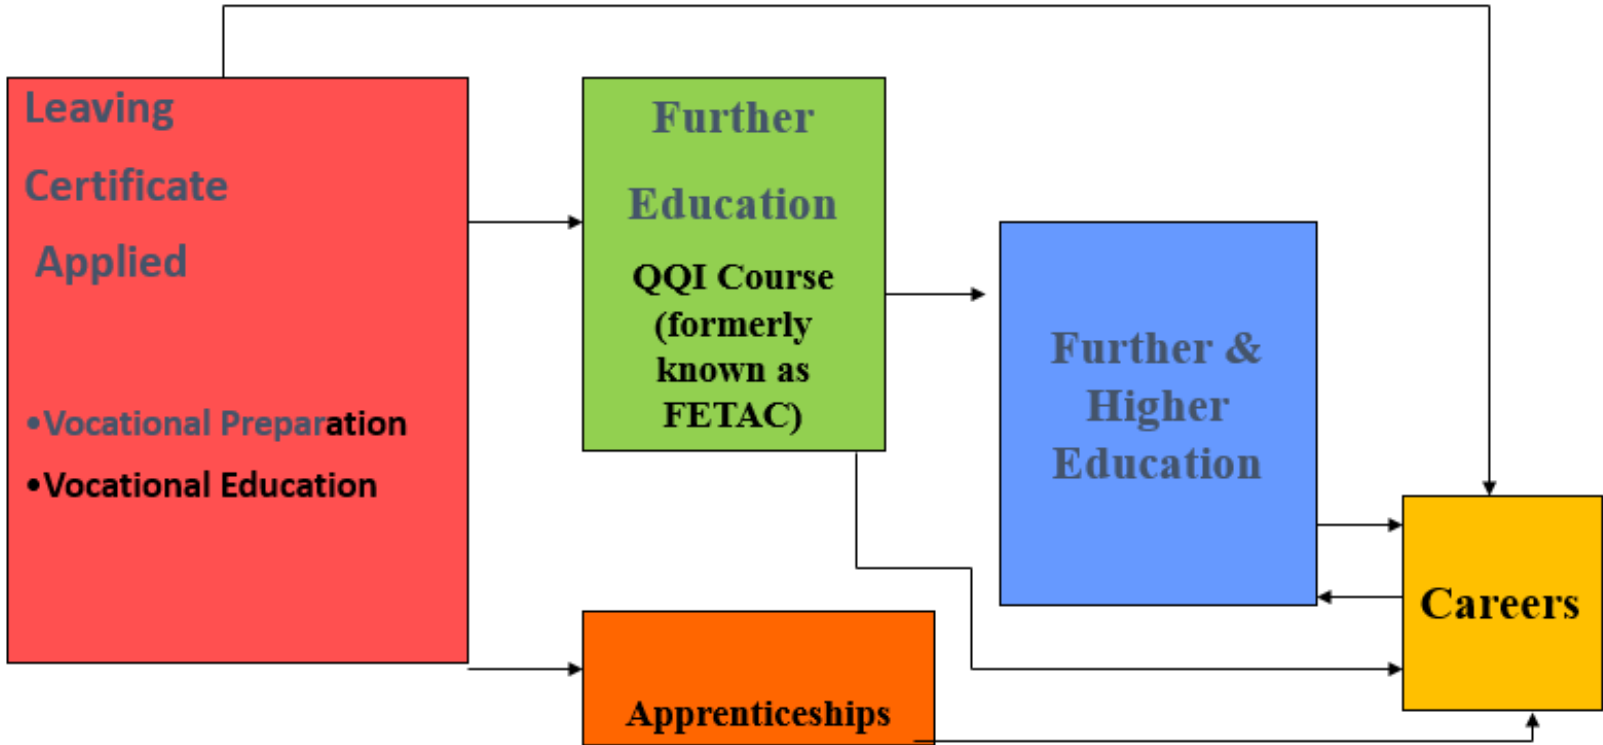 Leaving
Certificate
Applied
•Vocational Preparation
•Vocational Education
Further
Education
QQI Course
(formerly
known as
FETAC)
Further &
Higher
Education
Careers
Apprenticeships